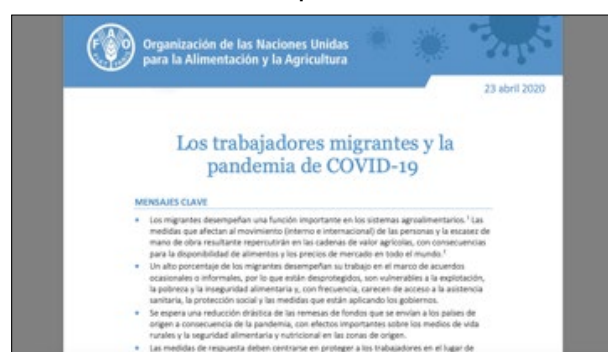 FAO
Organización de las Naciones Unidas
para la Alimentación y la Agricultura
23 abril 2020
Los trabajadores migrantes y la
pandemia de COVID-19
MENSAJES CLAVE
• Los migrantes desempeñan una función importante en los sistemas agroalimentarios.¹ Las
medidas que afectan al movimiento (interno e internacional) de las personas y la escasez de
mano de obra resultante repercutirán en las cadenas de valor agrícolas, con consecuencias
para la disponibilidad de alimentos y los precios de mercado en todo el mundo.¹
• Un alto porcentaje de los migrantes desempeñan su trabajo en el marco de acuerdos
ocasionales o informales, por lo que están desprotegidos, son vulnerables a la explotación,
la pobreza y la inseguridad alimentaria y, con frecuencia, carecen de acceso a la asistencia
sanitaria, la protección social y las medidas que están aplicando los gobiernos.
• Se espera una reducción drástica de las remesas de fondos que se envían a los países de
origen a consecuencia de la pandemia, con efectos importantes sobre los medios de vida
rurales y la seguridad alimentaria y nutricional en las zonas de origen.
• Las medidas de respuesta deben centrarse en proteger a los trabajadores en el lugar de